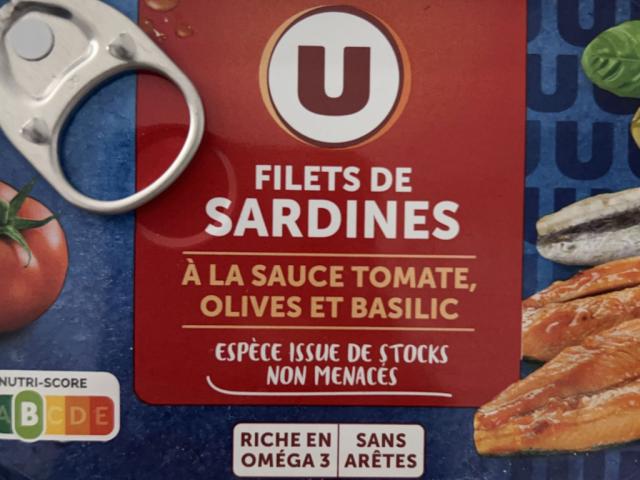 U
FILETS DE
SARDINES
À LA SAUCE TOMATE,
OLIVES ET BASILIC
ESPÈCE ISSUE DE STOCKS
NON MENACÉS
NUTRI-SCORE
A B C D E
RICHE EN
OMÉGA 3
SANS
ARÊTES